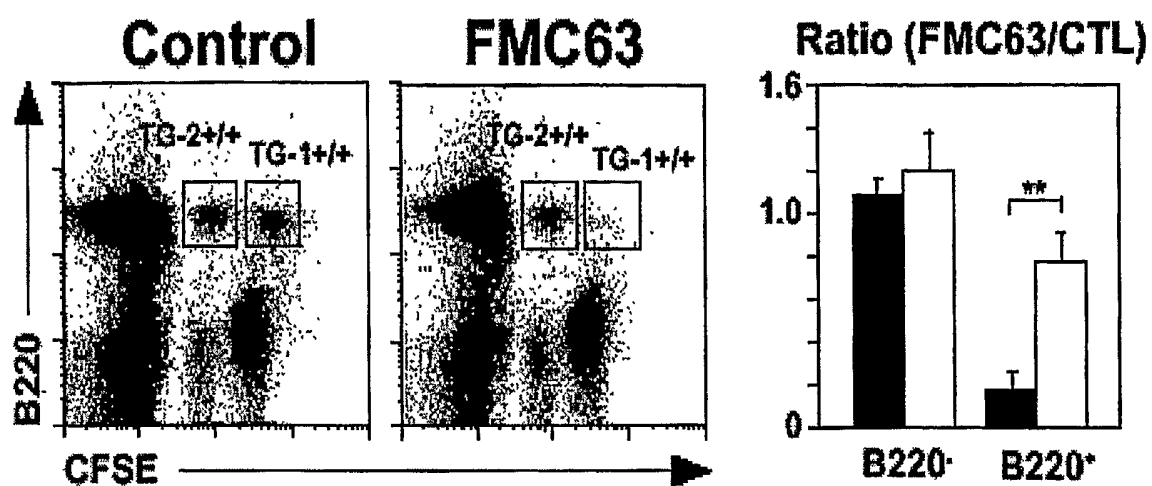 Control
FMC63
Ratio (FMC63/CTL)
B220
TG-2+/+
TG-1+/+
TG-2+/+
TG-1+/+
CFSE
1.6
1.0
0
**
B220-
B220+